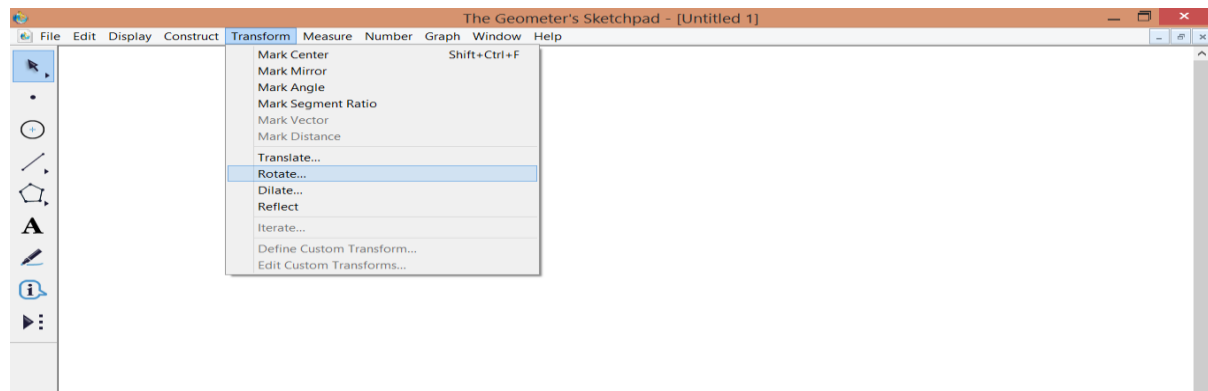 The Geometer's Sketchpad - [Untitled 1]
File Edit Display Construct Transform Measure Number Graph Window Help
Mark Center Shift+Ctrl+F
Mark Mirror
Mark Angle
Mark Segment Ratio
Mark Vector
Mark Distance
Translate...
Rotate...
Dilate...
Reflect
Iterate...
Define Custom Transform...
Edit Custom Transforms...
A
i